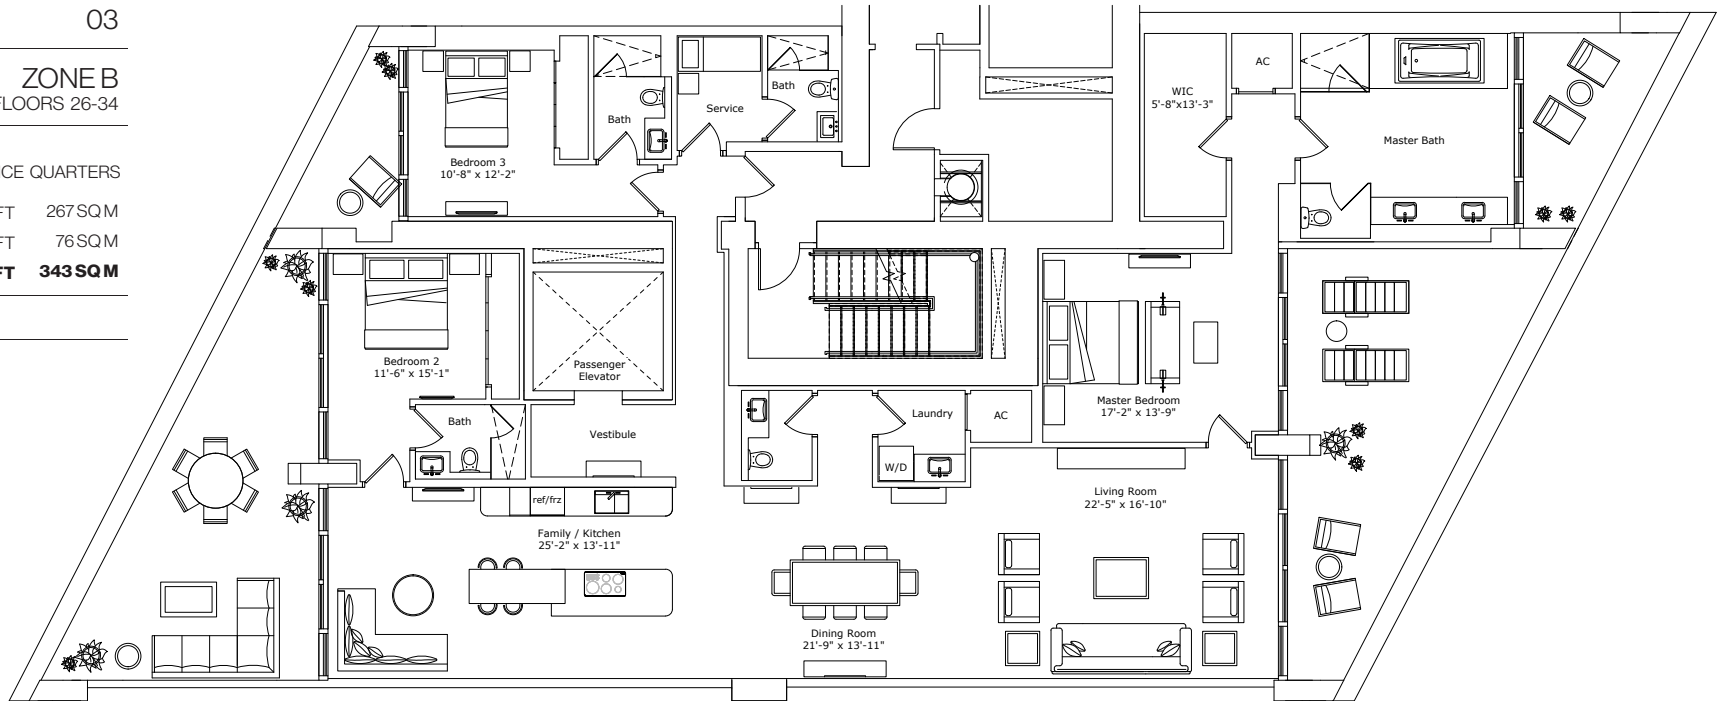 03
ZONE B
FLOORS 26-34
QUARTERS
FT 267 SQ M
FT 76 SQ M
FT 343 SQ M
Bedroom 3
10'-8" x 12'-2"
Bath
Service
Bath
WIC
5'-8"x13'-3"
AC
Master Bath
Bedroom 2
11'-6" x 15'-1"
Passenger
Elevator
Bath
Vestibule
Laundry
W/D
AC
Master Bedroom
17'-2" x 13'-9"
ref/frz
Family / Kitchen
25'-2" x 13'-11"
Living Room
22'-5" x 16'-10"
Dining Room
21'-9" x 13'-11"